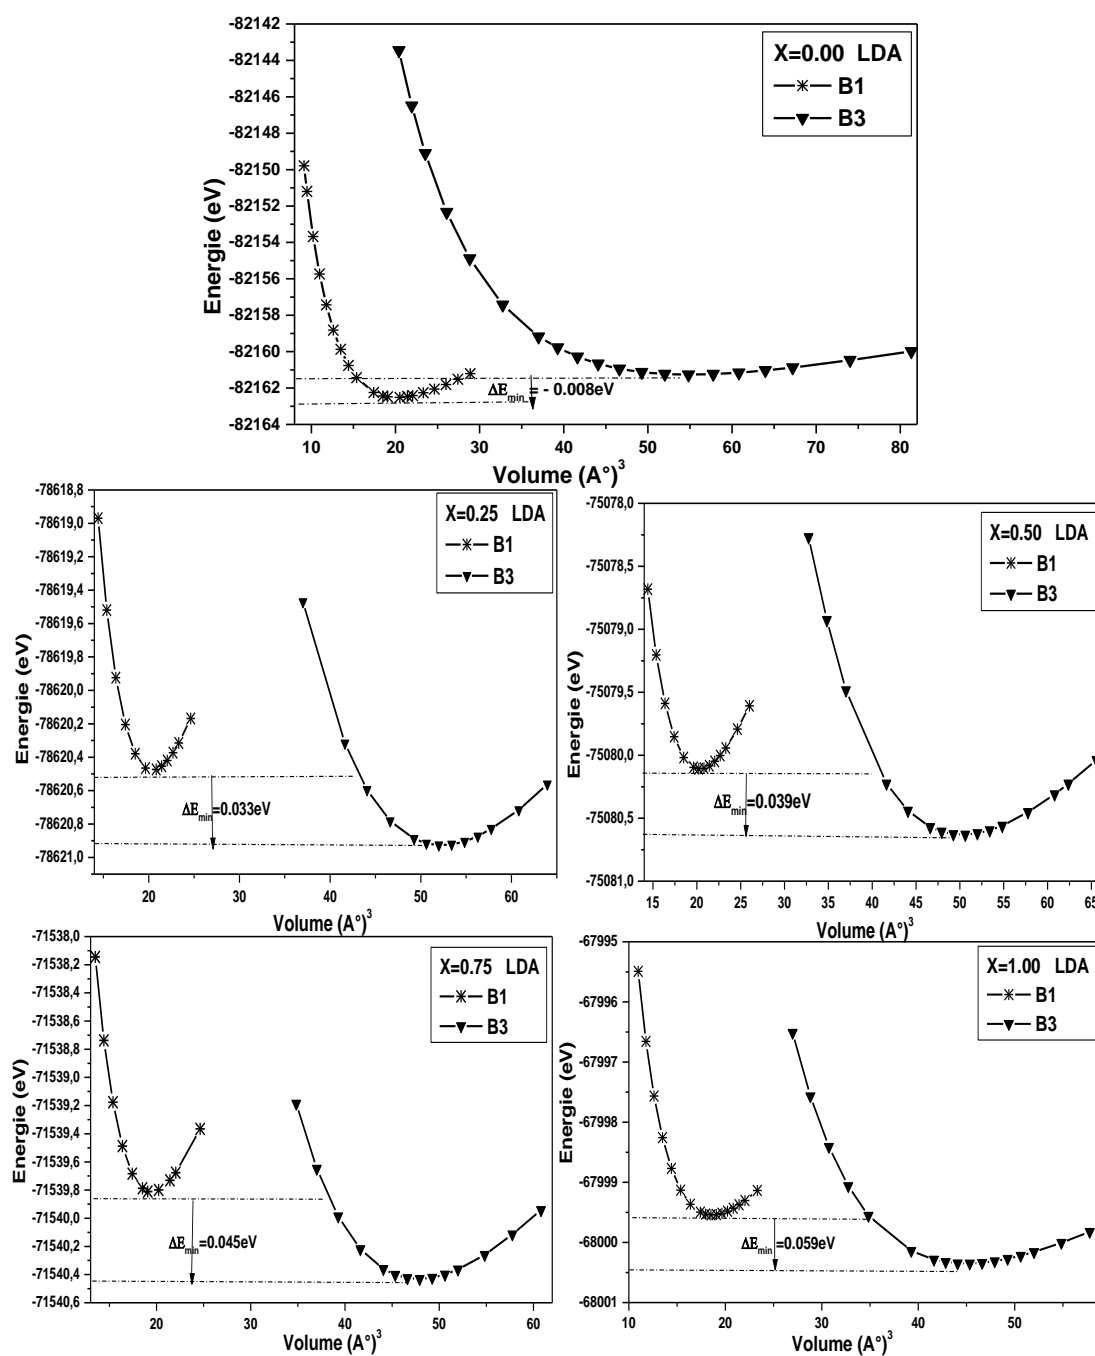 X=0.00 LDA
B1
B3
Energie (eV)
-82142
-82144
-82146
-82148
-82150
-82152
-82154
-82156
-82158
-82160
-82162
-82164
ΔEmin = - 0.008eV
10 20 30 40 50 60 70 80
Volume (A°)³
X=0.25 LDA
B1
B3
Energie (eV)
-78618,8
-78619,0
-78619,2
-78619,4
-78619,6
-78619,8
-78620,0
-78620,2
-78620,4
-78620,6
-78620,8
-78621,0
ΔEmin=0.033eV
20 30 40 50 60
Volume (A°)³
X=0.50 LDA
B1
B3
Energie (eV)
-75078,0
-75078,5
-75079,0
-75079,5
-75080,0
-75080,5
-75081,0
ΔEmin=0.039eV
15 20 25 30 35 40 45 50 55 60 65
Volume (A°)³
X=0.75 LDA
B1
B3
Energie (eV)
-71538,0
-71538,2
-71538,4
-71538,6
-71538,8
-71539,0
-71539,2
-71539,4
-71539,6
-71539,8
-71540,0
-71540,2
-71540,4
-71540,6
ΔEmin=0.045eV
20 30 40 50 60
Volume (A°)³
X=1.00 LDA
B1
B3
Energie (eV)
-67995
-67996
-67997
-67998
-67999
-68000
-68001
ΔEmin=0.059eV
10 20 30 40 50
Volume (A°)³